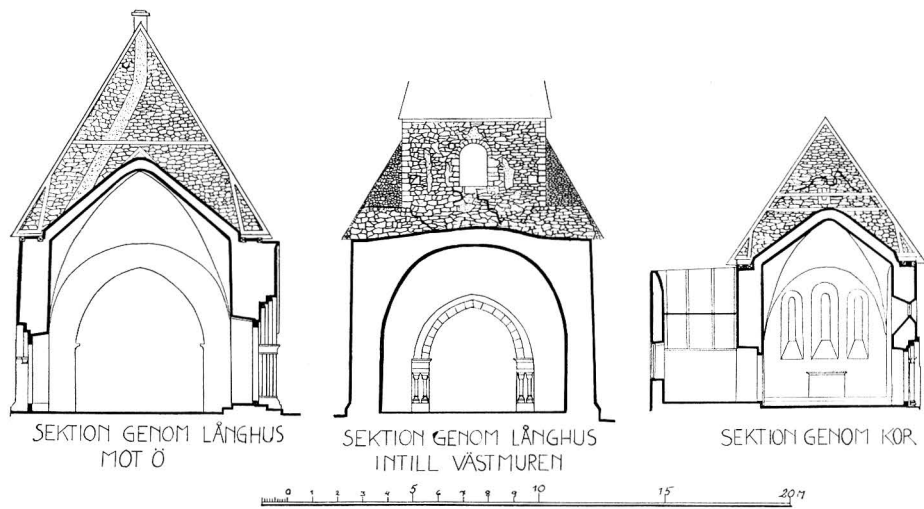 SEKTION GENOM LÅNGHUS
MOT Ö
SEKTION GENOM LÅNGHUS
INTILL VÄSTMUREN
SEKTION GENOM KOR
0 1 2 3 4 5 6 7 8 9 10 15 20 M